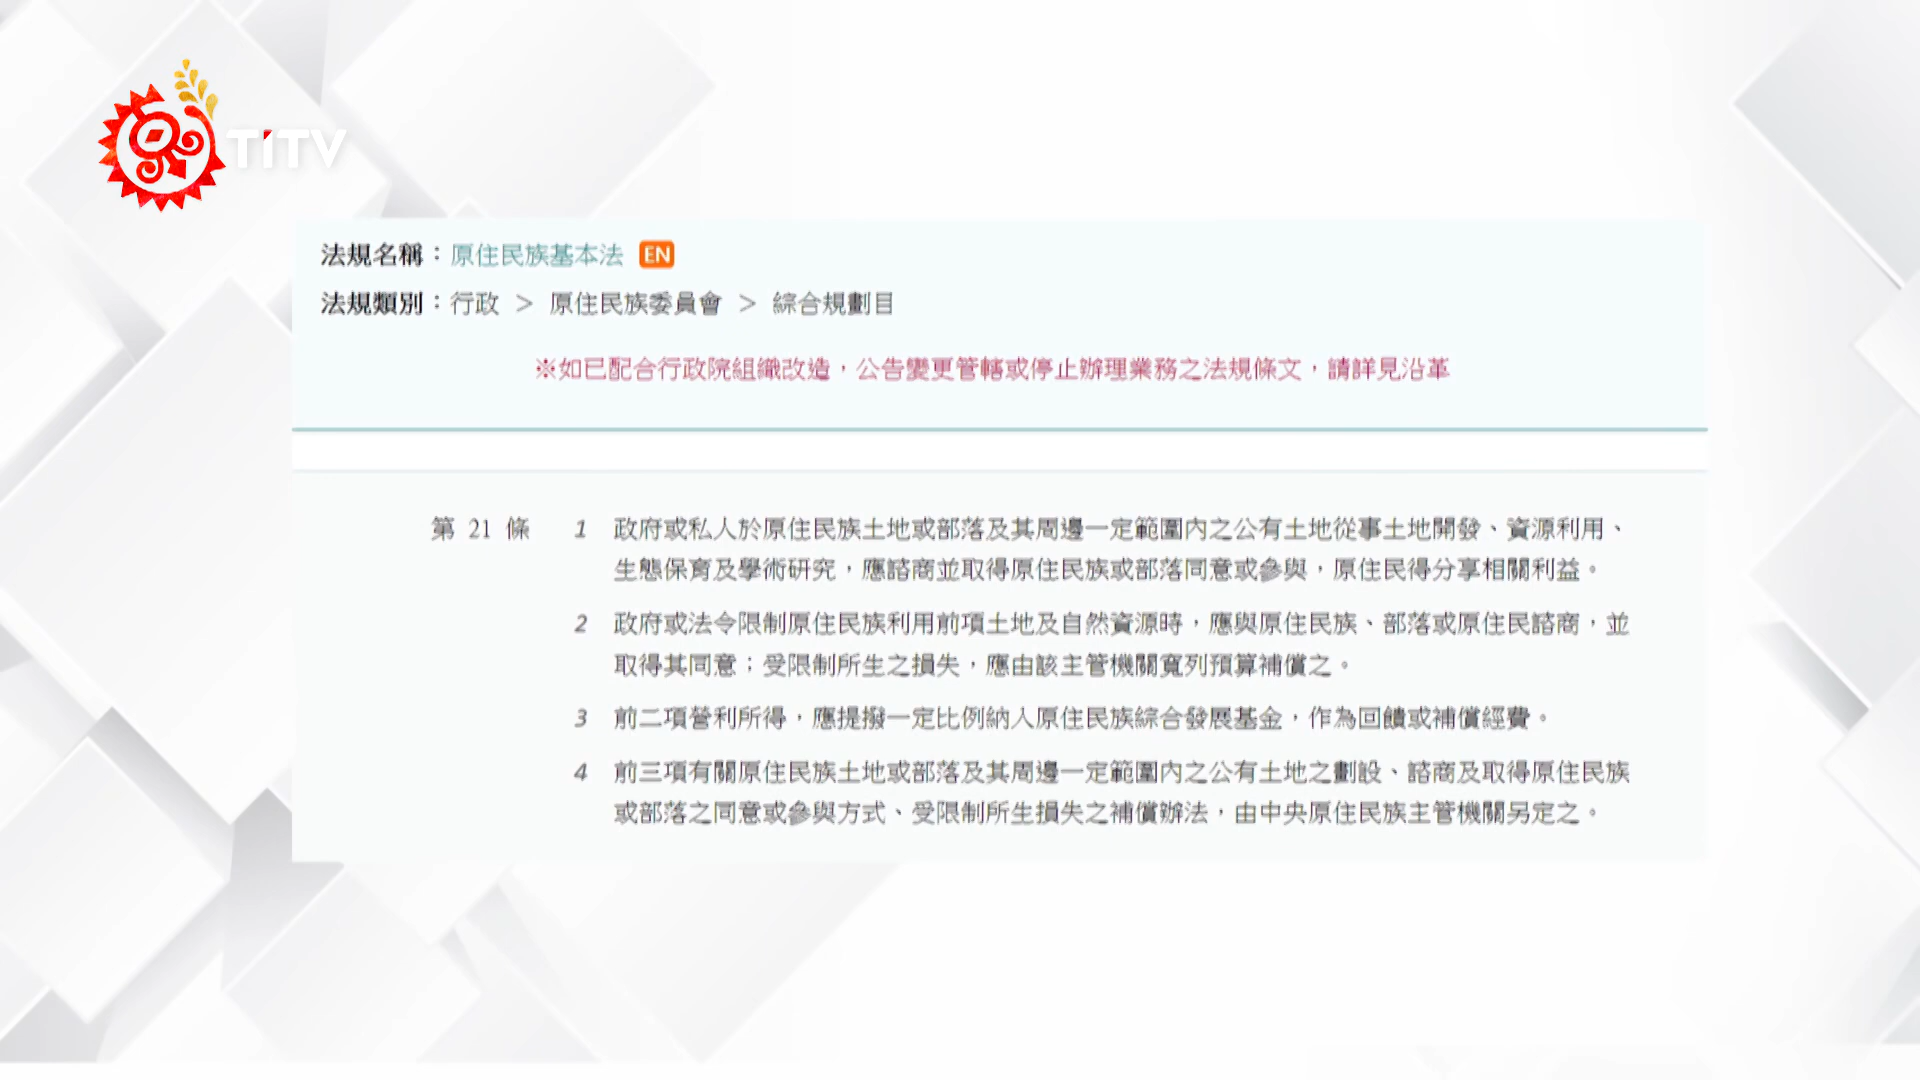 TiTV
法規名稱：原住民族基本法 EN
法規類別：行政 > 原住民族委員會 > 綜合規劃目
※如已配合行政院組織改造，公告變更管轄或停止辦理業務之法規條文，請詳見沿革
第 21 條 1 政府或私人於原住民族土地或部落及其周邊一定範圍內之公有土地從事土地開發、資源利用、
生態保育及學術研究，應諮商並取得原住民族或部落同意或參與，原住民得分享相關利益。
2 政府或法令限制原住民族利用前項土地及自然資源時，應與原住民族、部落或原住民諮商，並
取得其同意；受限制所生之損失，應由該主管機關寬列預算補償之。
3 前二項營利所得，應提撥一定比例納入原住民族綜合發展基金，作為回饋或補償經費。
4 前三項有關原住民族土地或部落及其周邊一定範圍內之公有土地之劃設、諮商及取得原住民族
或部落之同意或參與方式、受限制所生損失之補償辦法，由中央原住民族主管機關另定之。